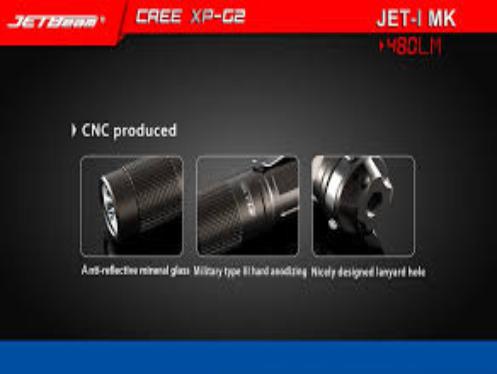 JETBeam
CREE XP-G2
JET-I MK
480LM
CNC produced
Anti-reflective mineral glass
Military type III hard anodizing
Nicely designed lanyard hole